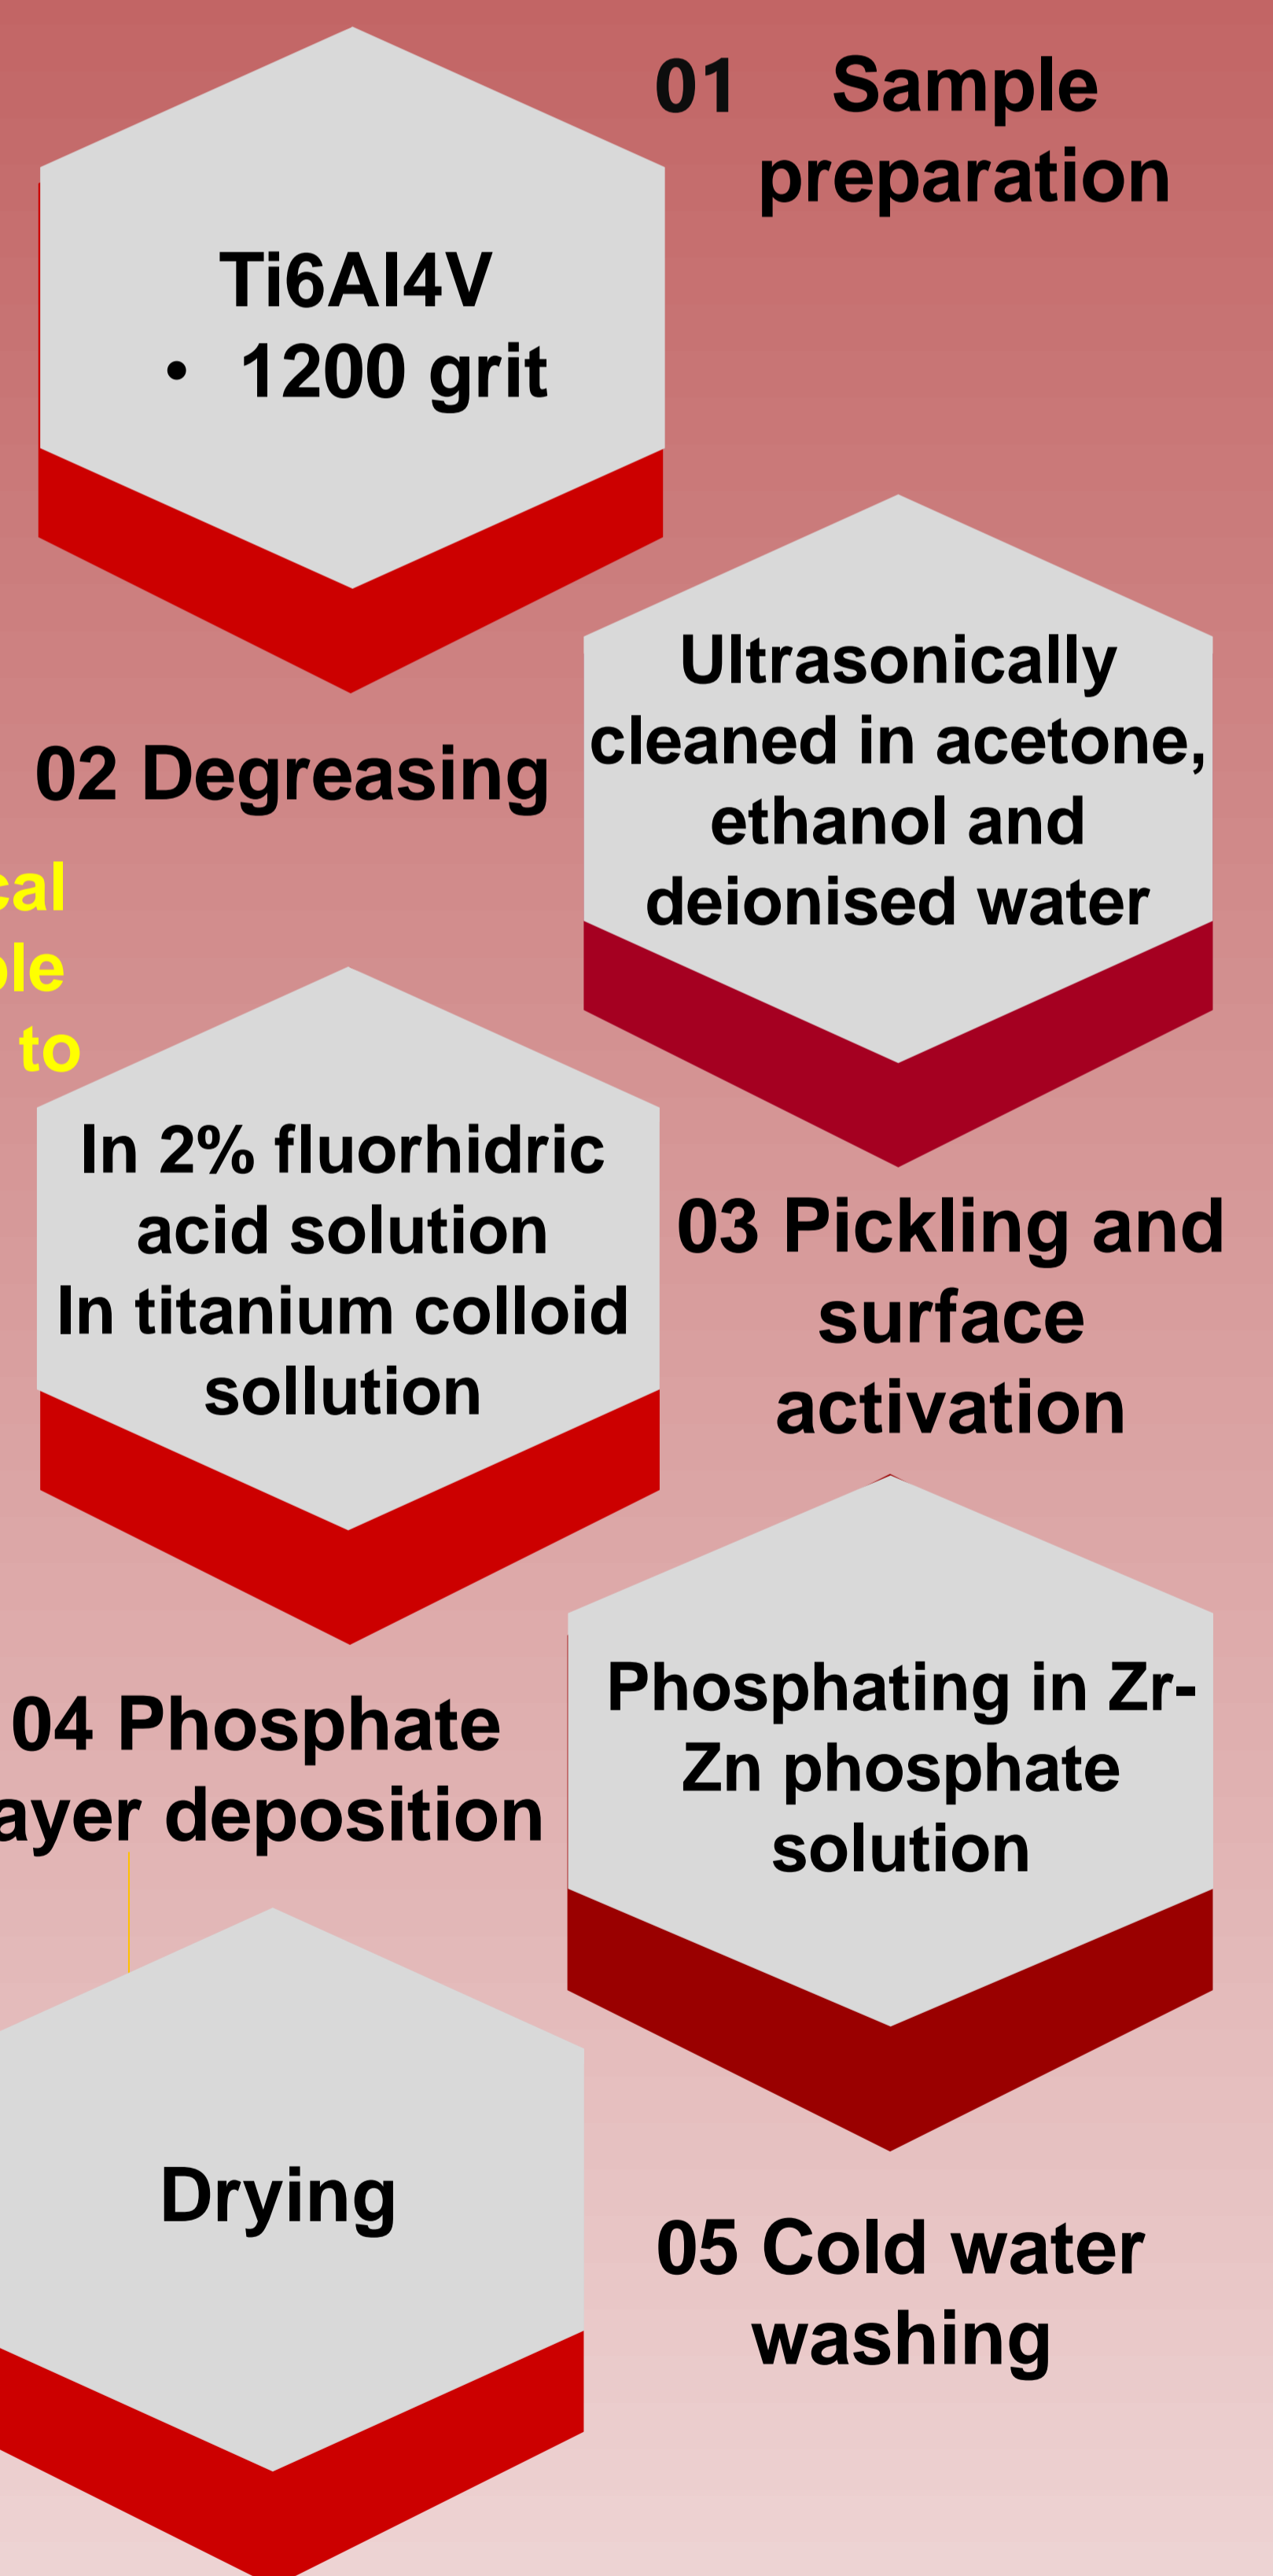 01 Sample
preparation
Ti6Al4V
• 1200 grit
02 Degreasing
Ultrasonically
cleaned in acetone,
ethanol and
deionised water
to
In 2% fluorhidric
acid solution
In titanium colloid
sollution
03 Pickling and
surface
activation
04 Phosphate
ayer deposition
Phosphating in Zr-
Zn phosphate
solution
Drying
05 Cold water
washing